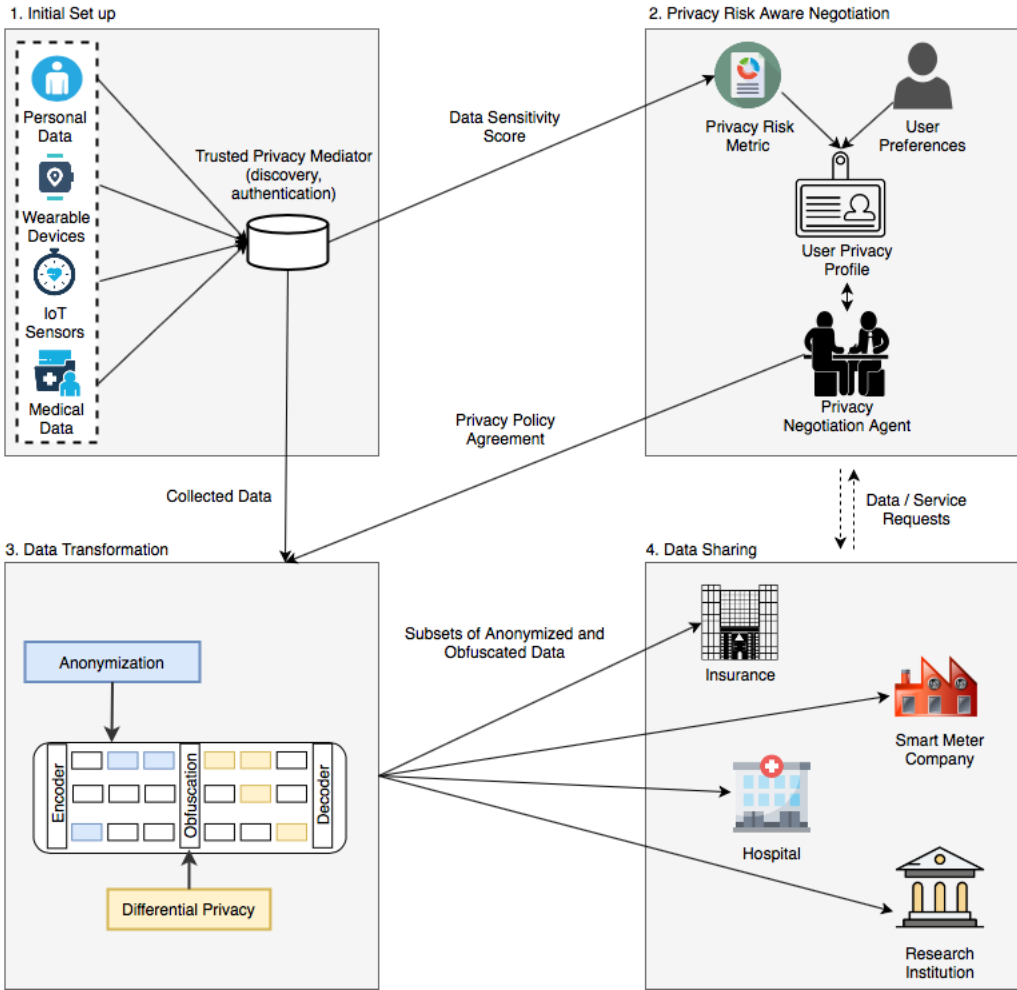 1. Initial Set up
Personal
Data
Wearable
Devices
IoT
Sensors
Medical
Data
Trusted Privacy Mediator
(discovery,
authentication)
Data Sensitivity
Score
2. Privacy Risk Aware Negotiation
Privacy Risk
Metric
User
Preferences
User Privacy
Profile
Privacy
Negotiation Agent
Privacy Policy
Agreement
Collected Data
Data / Service
Requests
3. Data Transformation
Anonymization
Encoder
Obfuscation
Decoder
Differential Privacy
Subsets of Anonymized and
Obfuscated Data
4. Data Sharing
Insurance
Smart Meter
Company
Hospital
Research
Institution